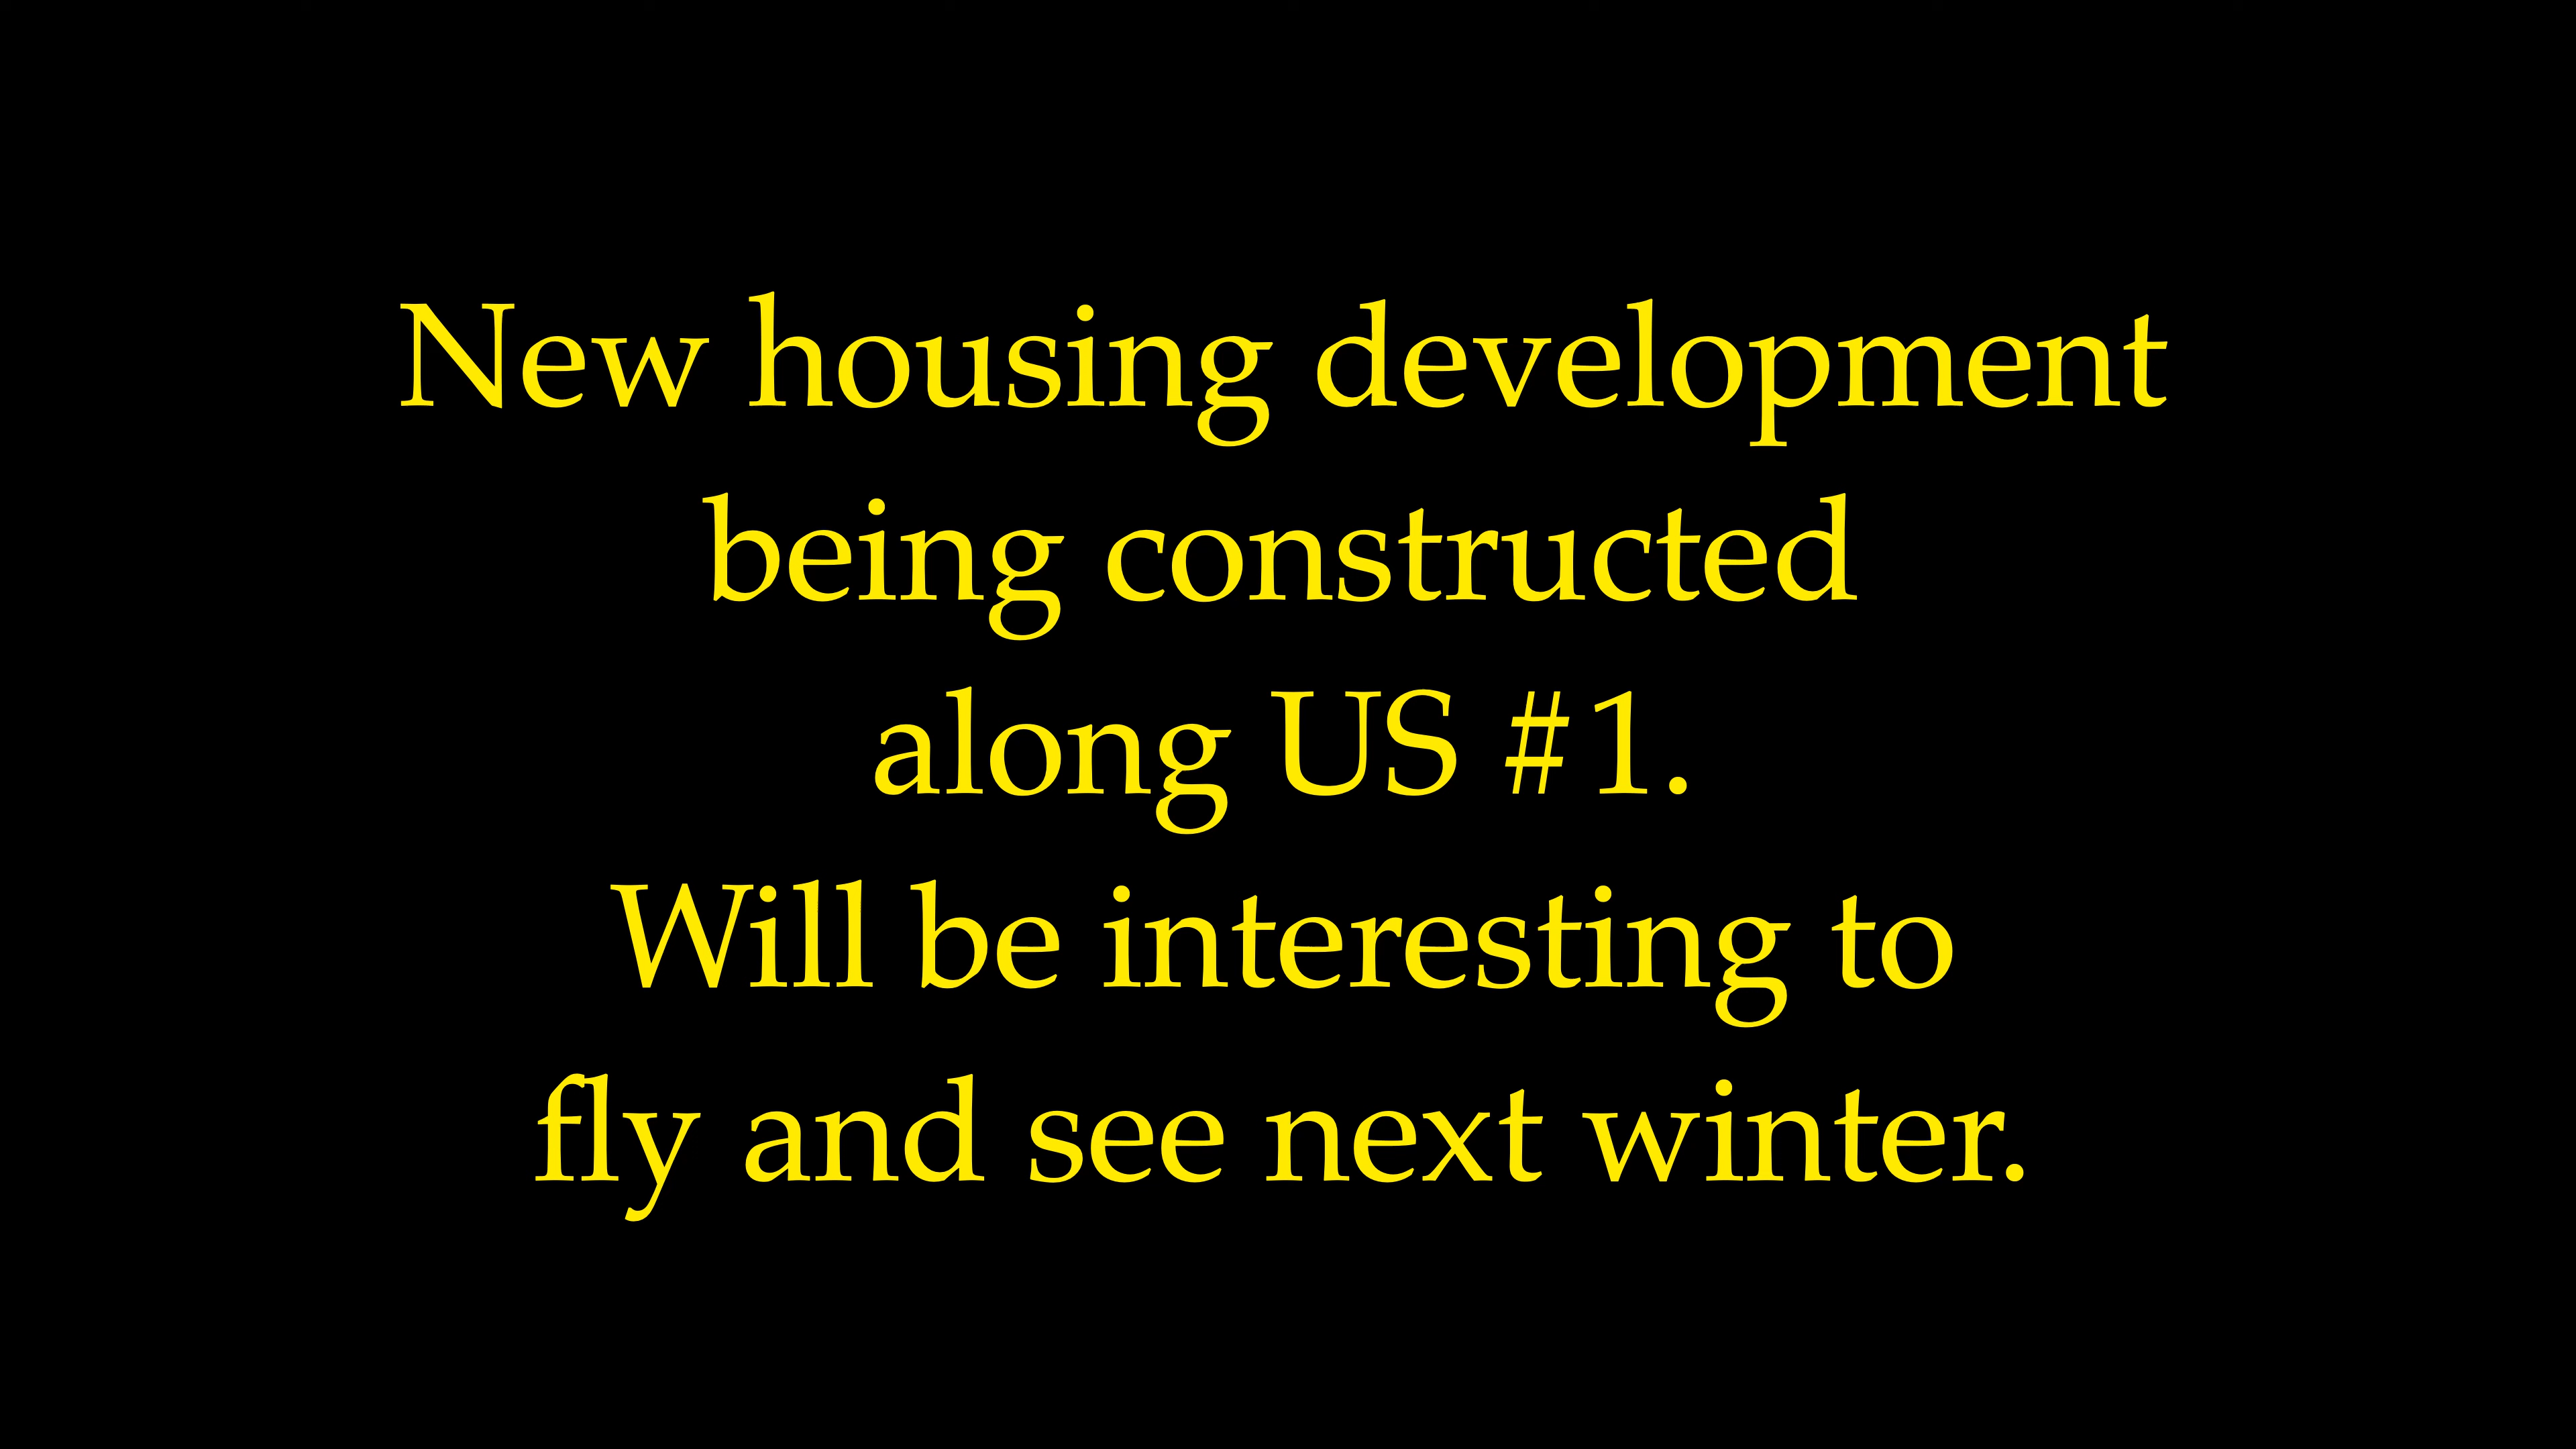 New housing development
being constructed
along US #1.
Will be interesting to
fly and see next winter.